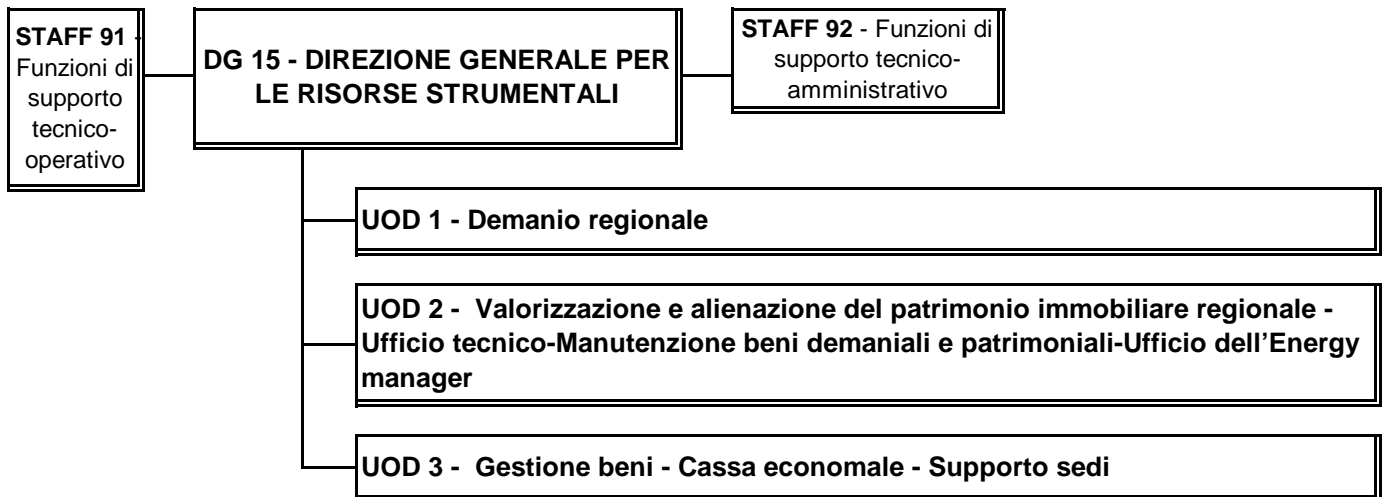 STAFF 91 -
Funzioni di
supporto
tecnico-
operativo
DG 15 - DIREZIONE GENERALE PER
LE RISORSE STRUMENTALI
STAFF 92 - Funzioni di
supporto tecnico-
amministrativo
UOD 1 - Demanio regionale
UOD 2 - Valorizzazione e alienazione del patrimonio immobiliare regionale -
Ufficio tecnico-Manutenzione beni demaniali e patrimoniali-Ufficio dell’Energy
manager
UOD 3 - Gestione beni - Cassa economale - Supporto sedi